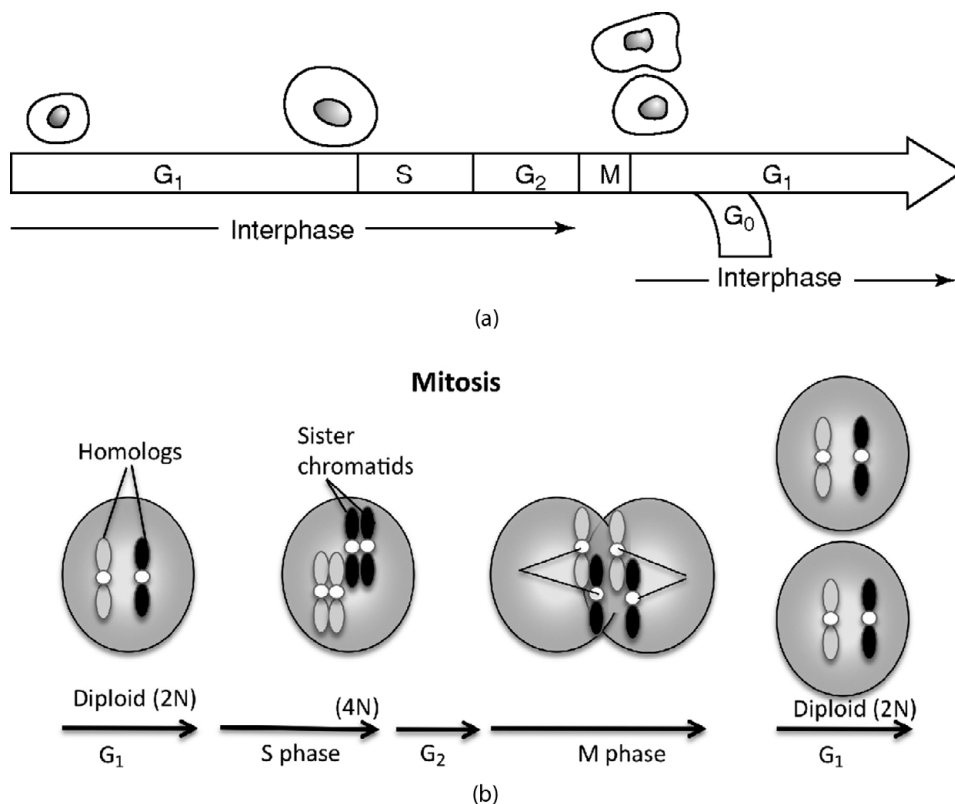 G₁
S
G₂
M
G₁
G₀
Interphase
Interphase
(a)
Mitosis
Homologs
Sister
chromatids
Diploid (2N)
(4N)
Diploid (2N)
G₁
S phase
G₂
M phase
G₁
(b)